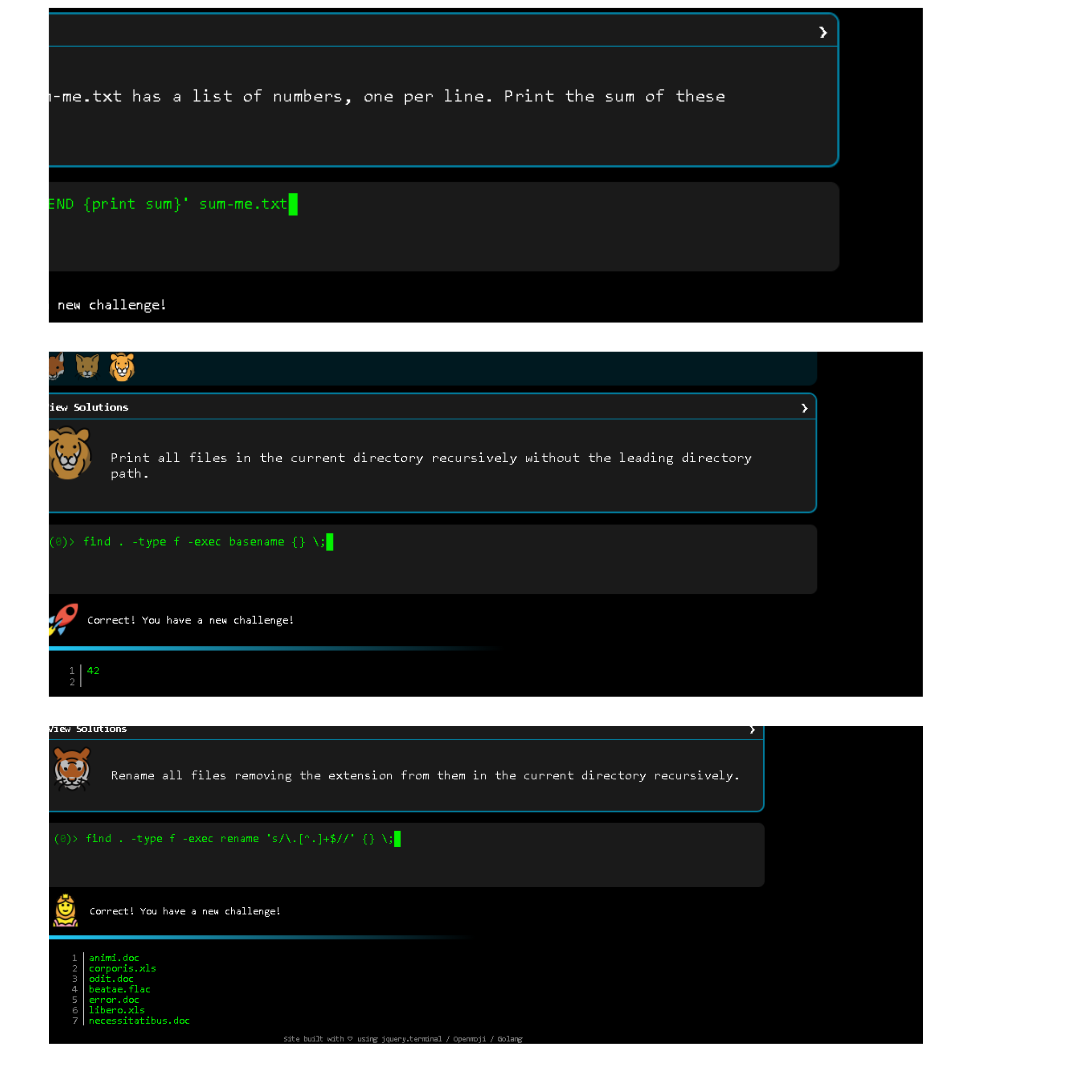 -me.txt has a list of numbers, one per line. Print the sum of these
END {print sum}' sum-me.txt
new challenge!
View Solutions
Print all files in the current directory recursively without the leading directory
path.
(0)> find . -type f -exec basename {} \;
Correct! You have a new challenge!
1 42
2
View Solutions
Rename all files removing the extension from them in the current directory recursively.
(0)> find . -type f -exec rename 's/\.[^.]+$//' {} \;
Correct! You have a new challenge!
1 animi.doc
2 corporis.xls
3 odit.doc
4 beatae.flac
5 error.doc
6 libero.xls
7 necessitatibus.doc
Site built with ♡ using jquery.terminal / Openmoji / Golang